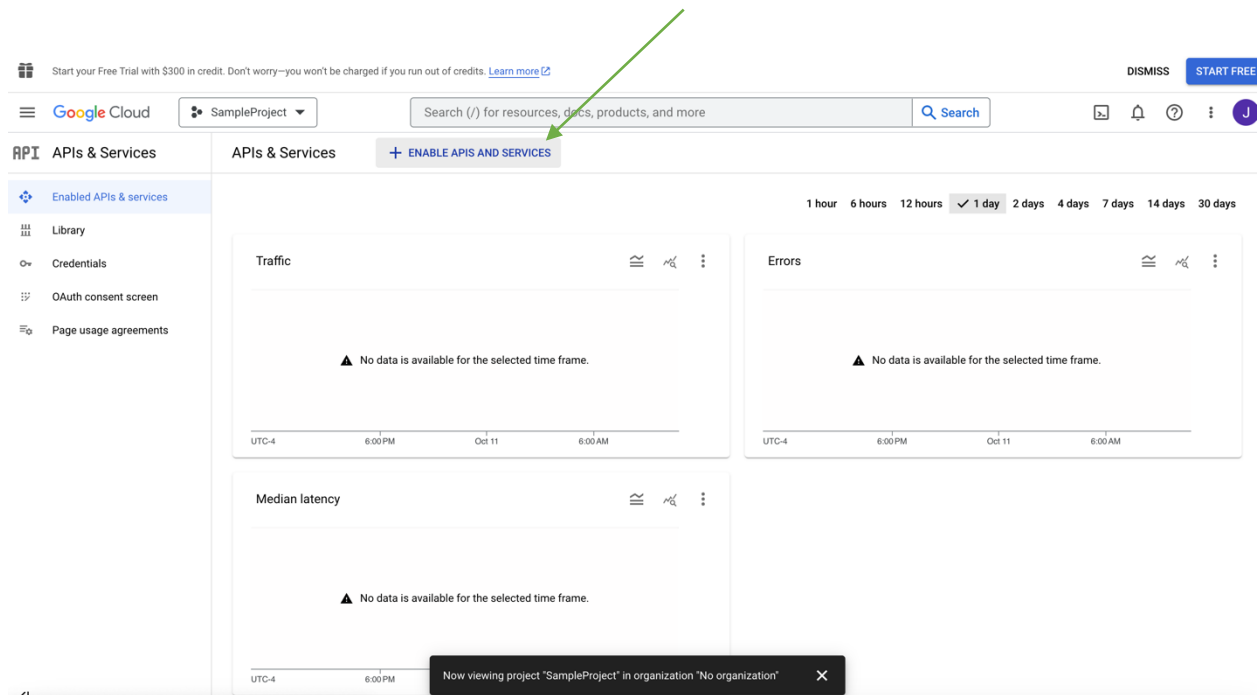 Start your Free Trial with $300 in credit. Don't worry—you won't be charged if you run out of credits. Learn more
DISMISS
START FREE
Google Cloud
SampleProject
Search (/) for resources, docs, products, and more
Search
J
API APIs & Services
APIs & Services
+ ENABLE APIS AND SERVICES
Enabled APIs & services
Library
Credentials
OAuth consent screen
Page usage agreements
1 hour 6 hours 12 hours 1 day 2 days 4 days 7 days 14 days 30 days
Traffic
No data is available for the selected time frame.
UTC-4 6:00 PM Oct 11 6:00 AM
Errors
No data is available for the selected time frame.
UTC-4 6:00 PM Oct 11 6:00 AM
Median latency
No data is available for the selected time frame.
UTC-4 6:00 PM
Now viewing project "SampleProject" in organization "No organization"